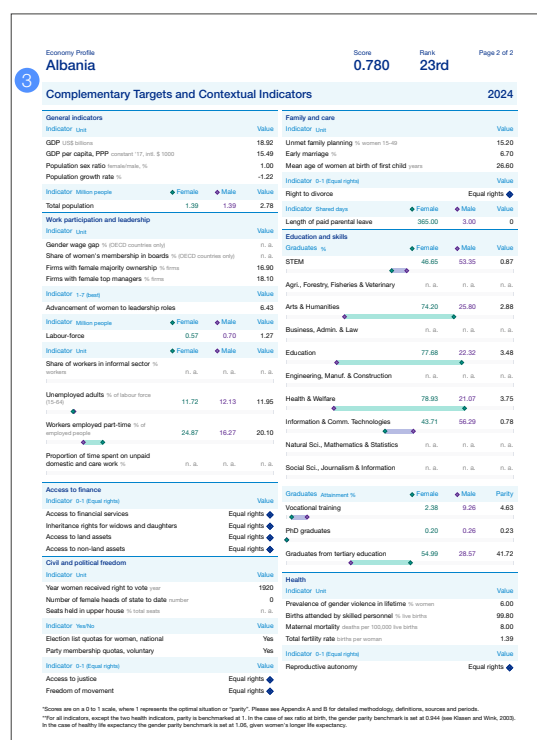 Economy Profile
Albania
Score
0.780
Rank
23rd
Page 2 of 2
3
Complementary Targets and Contextual Indicators 2024
General indicators
Indicator Unit Value
GDP US$ billions 18.92
GDP per capita, PPP constant '17, intl. $ 1000 15.49
Population sex ratio female/male, % 1.00
Population growth rate % -1.22
Indicator Million people Female Male Value
Total population 1.39 1.39 2.78
Work participation and leadership
Indicator Unit Value
Gender wage gap % (OECD countries only) n. a.
Share of women's membership in boards % (OECD countries only) n. a.
Firms with female majority ownership % firms 16.90
Firms with female top managers % firms 18.10
Indicator 1-7 (best) Value
Advancement of women to leadership roles 6.43
Indicator Million people Female Male Value
Labour-force 0.57 0.70 1.27
Indicator Unit Female Male Value
Share of workers in informal sector % n. a. n. a. n. a.
workers
Unemployed adults % of labour force 11.72 12.13 11.95
(15-64)
Workers employed part-time % of 24.87 16.27 20.10
employed people
Proportion of time spent on unpaid n. a. n. a. n. a.
domestic and care work %
Access to finance
Indicator 0-1 (Equal rights) Value
Access to financial services Equal rights
Inheritance rights for widows and daughters Equal rights
Access to land assets Equal rights
Access to non-land assets Equal rights
Civil and political freedom
Indicator Unit Value
Year women received right to vote year 1920
Number of female heads of state to date number 0
Seats held in upper house % total seats n. a.
Indicator Yes/No Value
Election list quotas for women, national Yes
Party membership quotas, voluntary Yes
Indicator 0-1 (Equal rights) Value
Access to justice Equal rights
Freedom of movement Equal rights
Family and care
Indicator Unit Value
Unmet family planning % women 15-49 15.20
Early marriage % 6.70
Mean age of women at birth of first child years 26.60
Indicator 0-1 (Equal rights) Value
Right to divorce Equal rights
Indicator Shared days Female Male Value
Length of paid parental leave 365.00 3.00 0
Education and skills
Graduates % Female Male Value
STEM 46.65 53.35 0.87
Agri., Forestry, Fisheries & Veterinary n. a. n. a. n. a.
Arts & Humanities 74.20 25.80 2.88
Business, Admin. & Law n. a. n. a. n. a.
Education 77.68 22.32 3.48
Engineering, Manuf. & Construction n. a. n. a. n. a.
Health & Welfare 78.93 21.07 3.75
Information & Comm. Technologies 43.71 56.29 0.78
Natural Sci., Mathematics & Statistics n. a. n. a. n. a.
Social Sci., Journalism & Information n. a. n. a. n. a.
Graduates Attainment % Female Male Parity
Vocational training 2.38 9.26 4.63
PhD graduates 0.20 0.26 0.23
Graduates from tertiary education 54.99 28.57 41.72
Health
Indicator Unit Value
Prevalence of gender violence in lifetime % women 6.00
Births attended by skilled personnel % live births 99.80
Maternal mortality deaths per 100,000 live births 8.00
Total fertility rate births per woman 1.39
Indicator 0-1 (Equal rights) Value
Reproductive autonomy Equal rights
*Scores are on a 0 to 1 scale, where 1 represents the optimal situation or "parity". Please see Appendix A and B for detailed methodology, definitions, sources and periods.
**For all indicators, except the two health indicators, parity is benchmarked at 1. In the case of sex ratio at birth, the gender parity benchmark is set at 0.944 (see Klasen and Wink, 2003).
In the case of healthy life expectancy the gender parity benchmark is set at 1.06, given women's longer life expectancy.